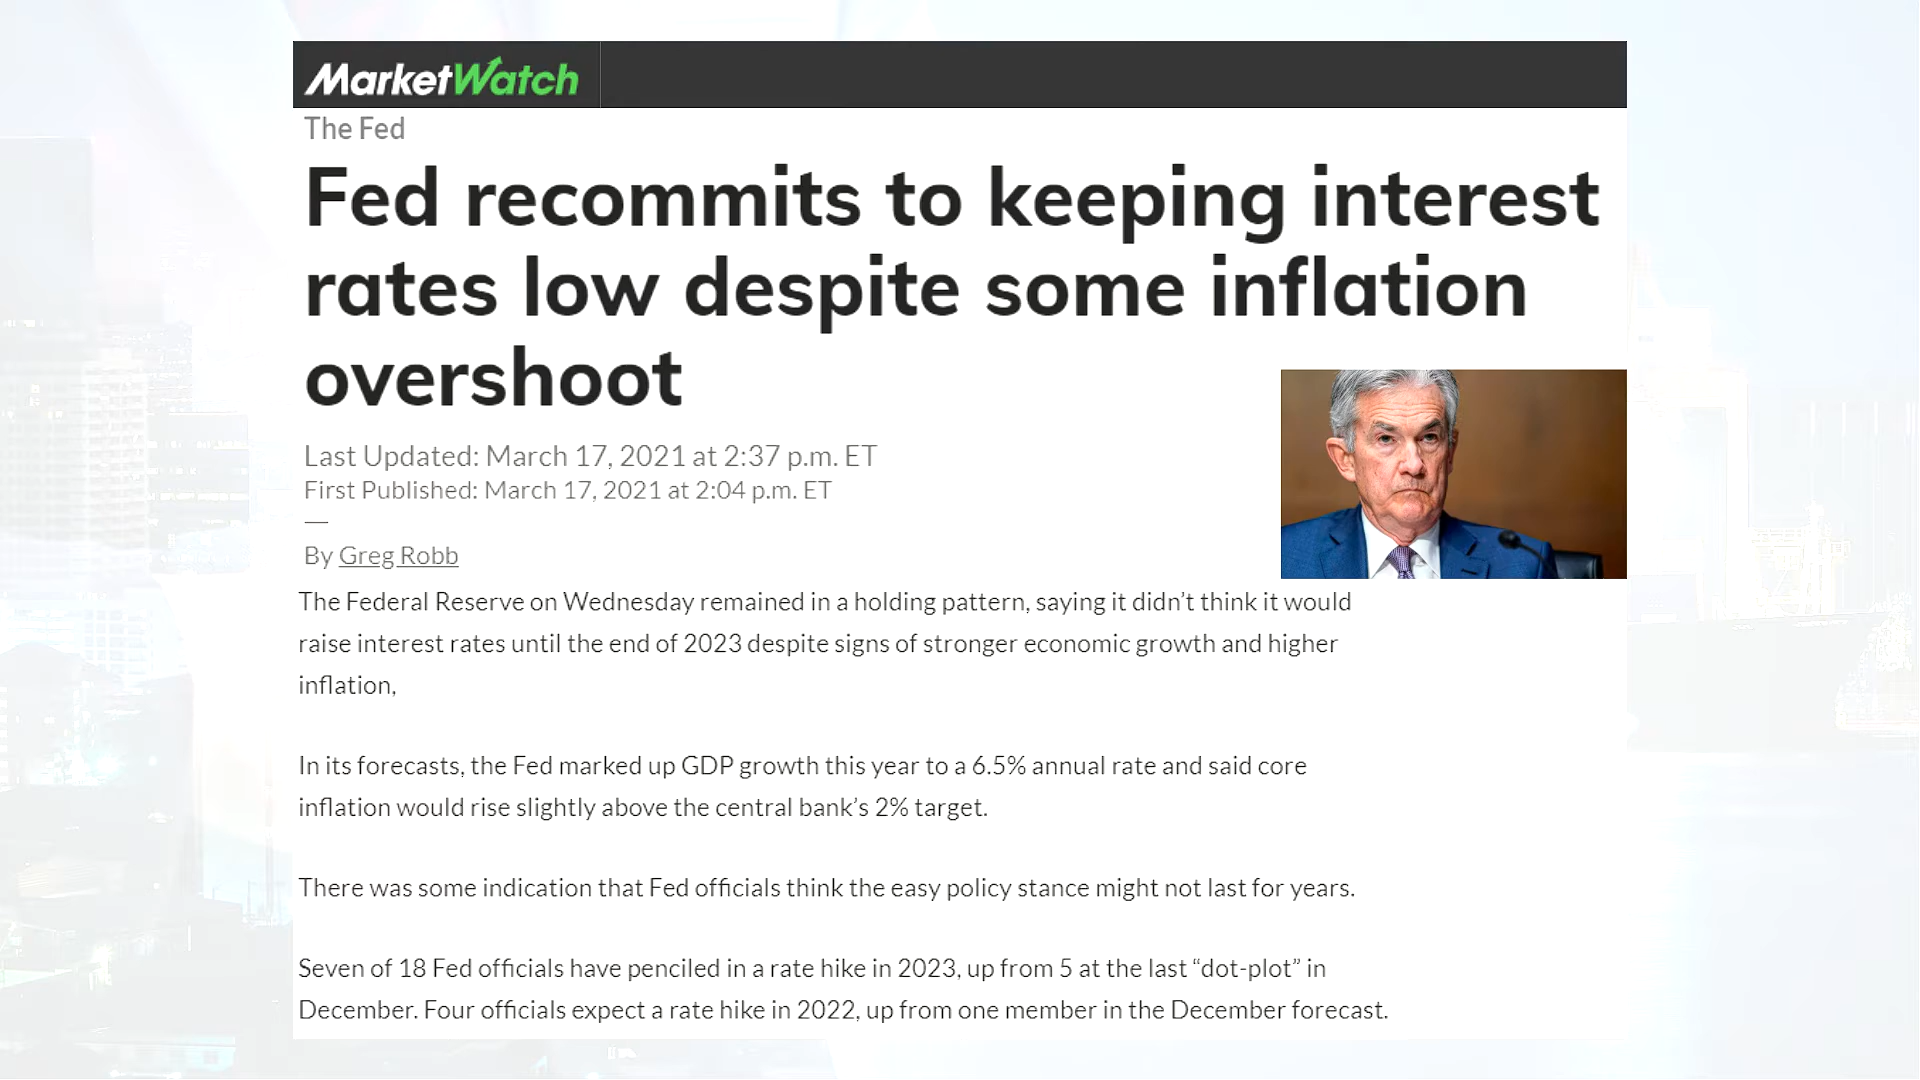 MarketWatch
The Fed
Fed recommits to keeping interest
rates low despite some inflation
overshoot
Last Updated: March 17, 2021 at 2:37 p.m. ET
First Published: March 17, 2021 at 2:04 p.m. ET
—
By Greg Robb
The Federal Reserve on Wednesday remained in a holding pattern, saying it didn’t think it would
raise interest rates until the end of 2023 despite signs of stronger economic growth and higher
inflation,
In its forecasts, the Fed marked up GDP growth this year to a 6.5% annual rate and said core
inflation would rise slightly above the central bank’s 2% target.
There was some indication that Fed officials think the easy policy stance might not last for years.
Seven of 18 Fed officials have penciled in a rate hike in 2023, up from 5 at the last “dot-plot” in
December. Four officials expect a rate hike in 2022, up from one member in the December forecast.